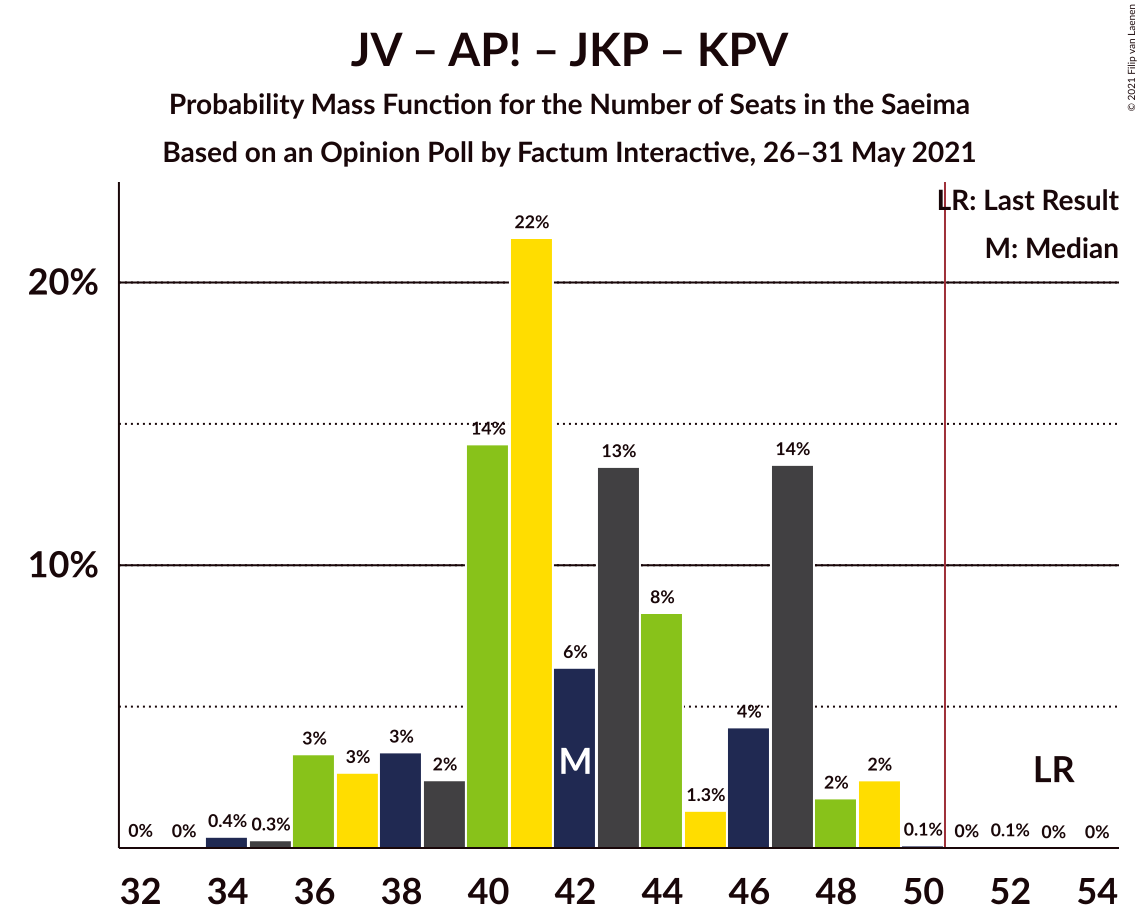 JV – AP! – JKP – KPV
Probability Mass Function for the Number of Seats in the Saeima
Based on an Opinion Poll by Factum Interactive, 26–31 May 2021
© 2021 Filip van Laenen
LR: Last Result
M: Median
20%
10%
0% 0% 0.4% 0.3% 3% 3% 3% 2% 14% 22% 6% 13% 8% 1.3% 4% 14% 2% 2% 0.1% 0% 0.1% 0% 0%
M
LR
32 34 36 38 40 42 44 46 48 50 52 54